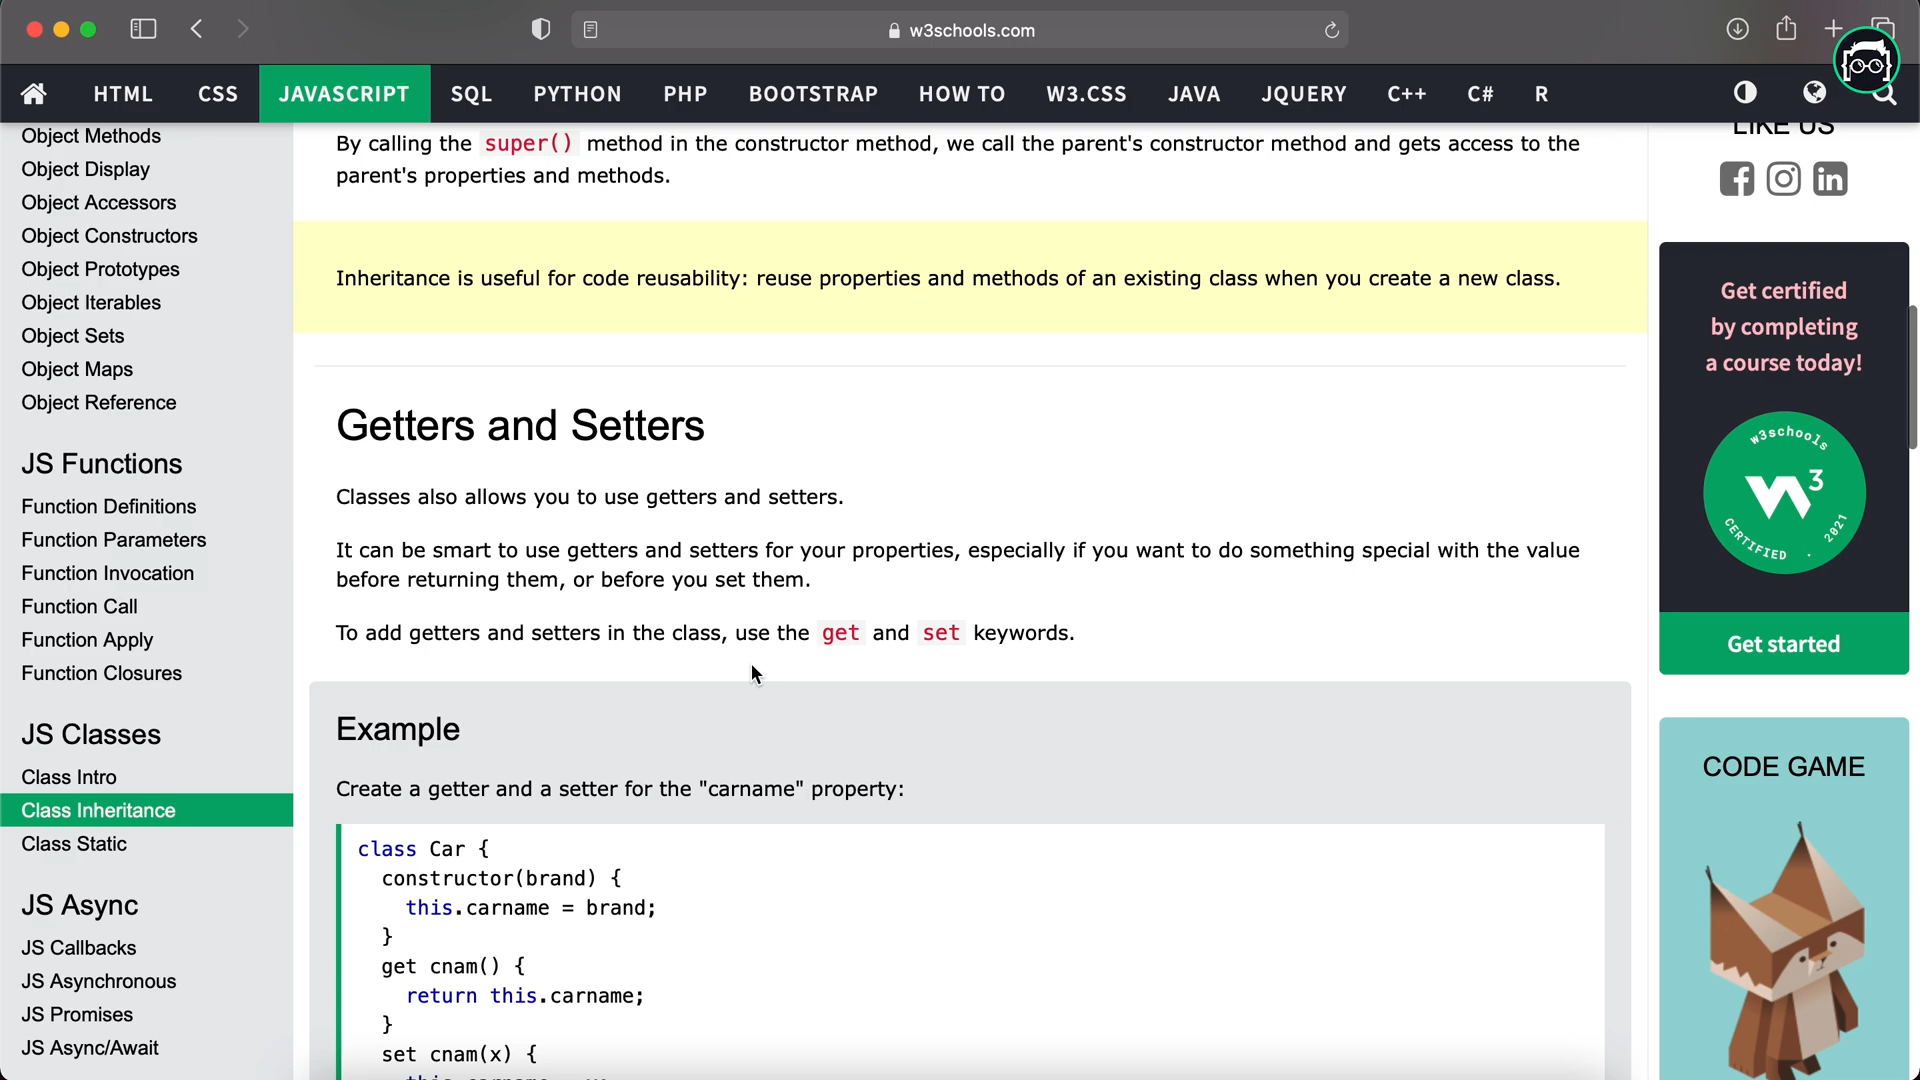 w3schools.com
HTML CSS JAVASCRIPT SQL PYTHON PHP BOOTSTRAP HOW TO W3.CSS JAVA JQUERY C++ C# R
Object Methods
Object Display
Object Accessors
Object Constructors
Object Prototypes
Object Iterables
Object Sets
Object Maps
Object Reference
JS Functions
Function Definitions
Function Parameters
Function Invocation
Function Call
Function Apply
Function Closures
JS Classes
Class Intro
Class Inheritance
Class Static
JS Async
JS Callbacks
JS Asynchronous
JS Promises
JS Async/Await
By calling the super() method in the constructor method, we call the parent's constructor method and gets access to the
parent's properties and methods.
Inheritance is useful for code reusability: reuse properties and methods of an existing class when you create a new class.
Getters and Setters
Classes also allows you to use getters and setters.
It can be smart to use getters and setters for your properties, especially if you want to do something special with the value
before returning them, or before you set them.
To add getters and setters in the class, use the get and set keywords.
Example
Create a getter and a setter for the "carname" property:
class Car {
constructor(brand) {
this.carname = brand;
}
get cnam() {
return this.carname;
}
set cnam(x) {
LIKE US
Get certified
by completing
a course today!
w3schools
W3
CERTIFIED . 2021
Get started
CODE GAME